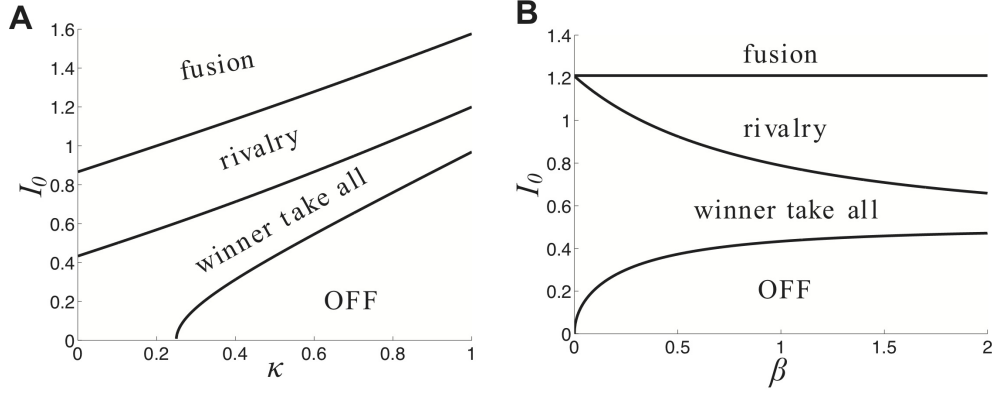 A
1.6
1.4
1.2
1
0.8
0.6
0.4
0.2
0
I0
fusion
rivalry
winner take all
OFF
0 0.2 0.4 0.6 0.8 1
κ
B
1.4
1.2
1
0.8
0.6
0.4
0.2
0
I0
fusion
rivalry
winner take all
OFF
0 0.5 1 1.5 2
β